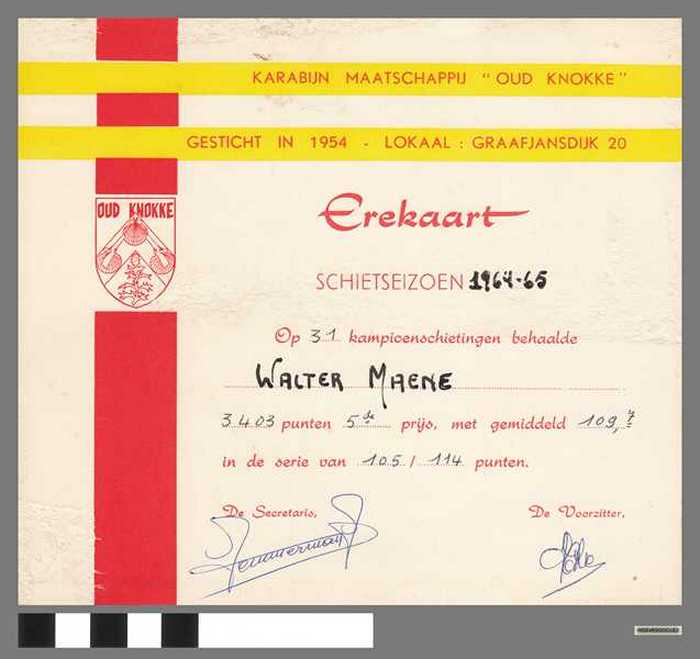 KARABIJN MAATSCHAPPIJ "OUD KNOKKE"
GESTICHT IN 1954 - LOKAAL : GRAAFJANSDIJK 20
OUD KNOKKE
Erekaart
SCHIETSEIZOEN 1964-65
Op 31 kampioenschietingen behaalde
WALTER MAENE
3403 punten 5de prijs, met gemiddeld 109,7
in de serie van 105 / 114 punten.
De Secretaris, De Voorzitter,